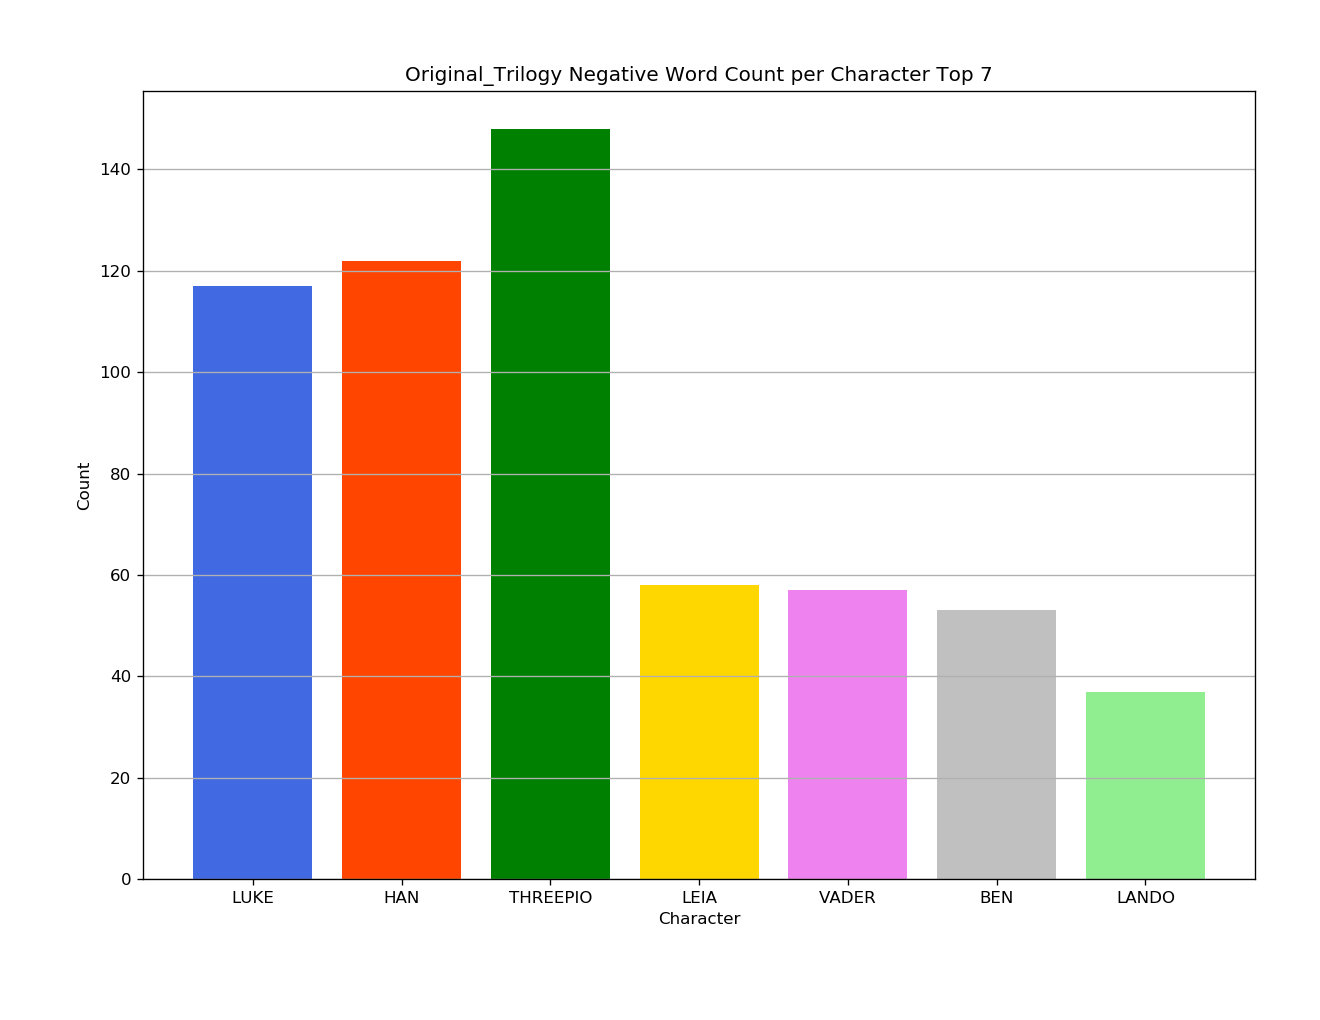 Original_Trilogy Negative Word Count per Character Top 7
140
120
100
80
60
40
20
0
Count
LUKE HAN THREEPIO LEIA VADER BEN LANDO
Character